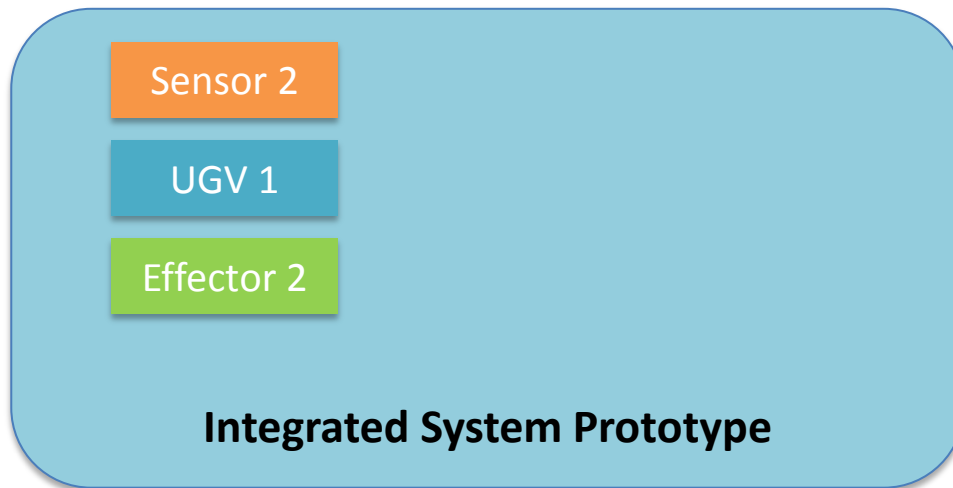 Sensor 2
UGV 1
Effector 2
Integrated System Prototype